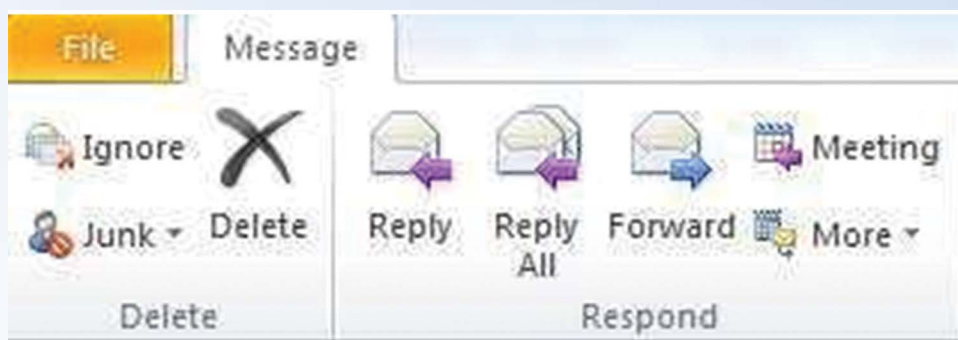 File Message
Ignore
Junk
Delete
Delete
Reply
Reply
All
Forward
Meeting
More
Respond